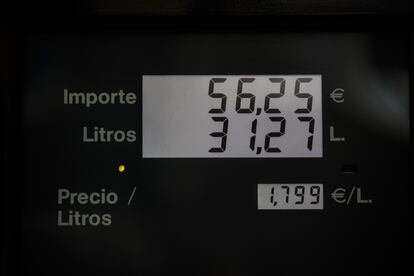 Importe 56,25 €
Litros 31,27 L.
Precio / 1,799 €/L.
Litros